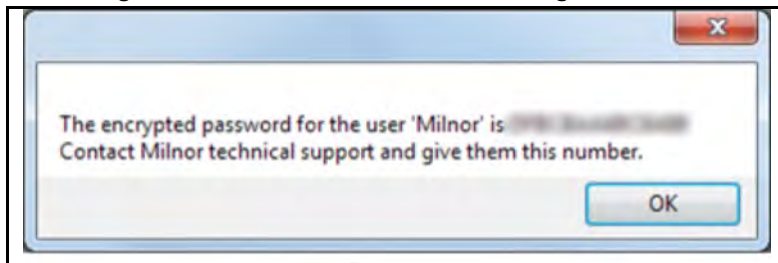 The encrypted password for the user 'Milnor' is
Contact Milnor technical support and give them this number.
OK